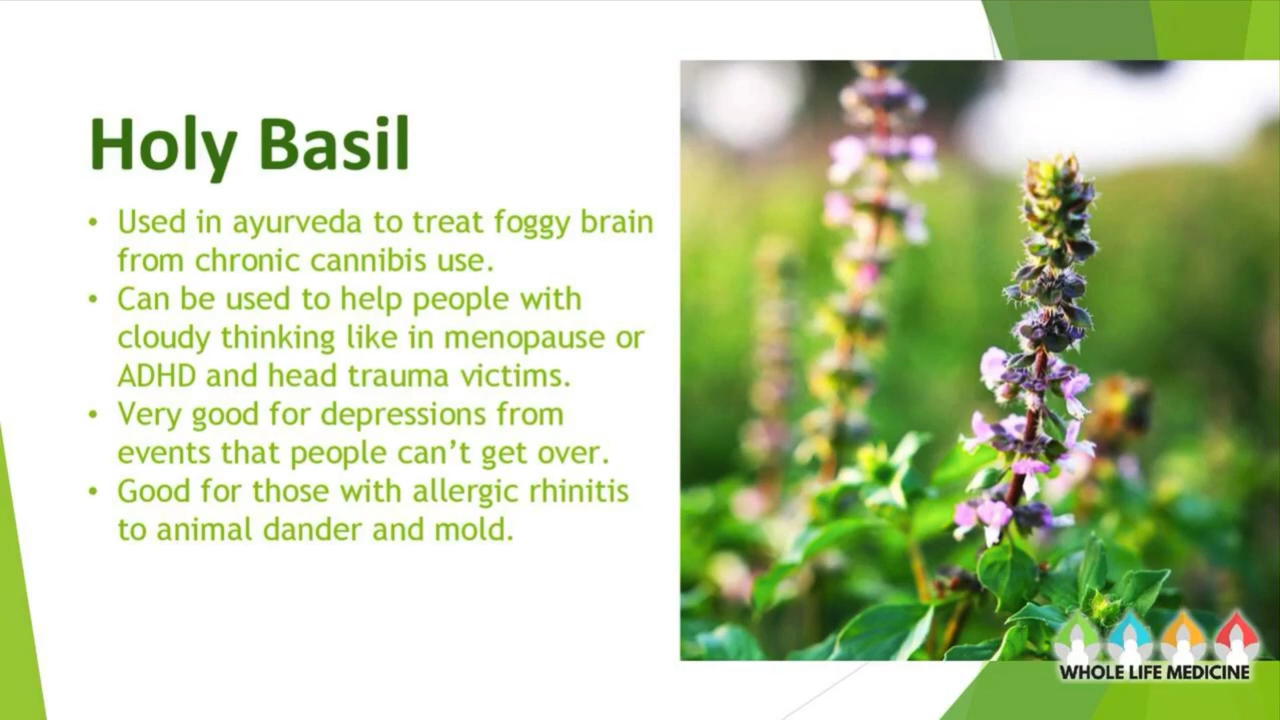 Holy Basil
• Used in ayurveda to treat foggy brain
from chronic cannibis use.
• Can be used to help people with
cloudy thinking like in menopause or
ADHD and head trauma victims.
• Very good for depressions from
events that people can’t get over.
• Good for those with allergic rhinitis
to animal dander and mold.
WHOLE LIFE MEDICINE